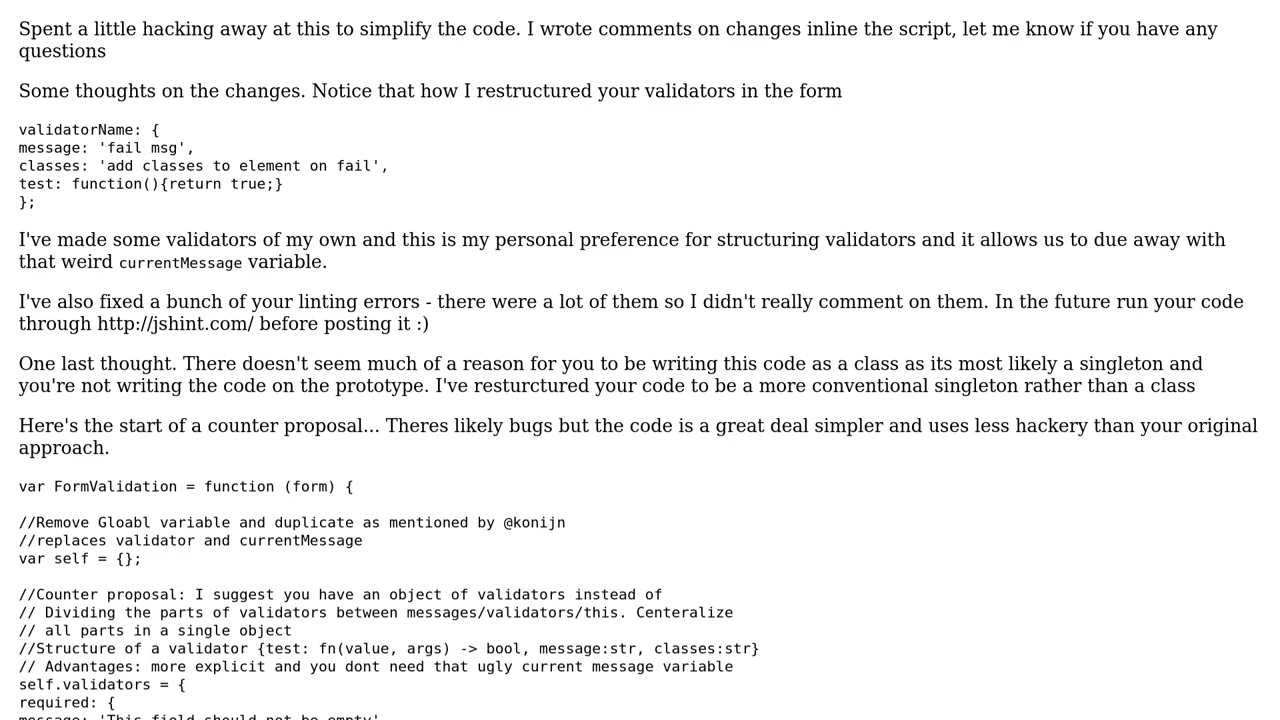 Spent a little hacking away at this to simplify the code. I wrote comments on changes inline the script, let me know if you have any
questions
Some thoughts on the changes. Notice that how I restructured your validators in the form
validatorName: {
message: 'fail msg',
classes: 'add classes to element on fail',
test: function(){return true;}
};
I've made some validators of my own and this is my personal preference for structuring validators and it allows us to due away with
that weird currentMessage variable.
I've also fixed a bunch of your linting errors - there were a lot of them so I didn't really comment on them. In the future run your code
through http://jshint.com/ before posting it :)
One last thought. There doesn't seem much of a reason for you to be writing this code as a class as its most likely a singleton and
you're not writing the code on the prototype. I've resturctured your code to be a more conventional singleton rather than a class
Here's the start of a counter proposal... Theres likely bugs but the code is a great deal simpler and uses less hackery than your original
approach.
var FormValidation = function (form) {
//Remove Gloabl variable and duplicate as mentioned by @konijn
//replaces validator and currentMessage
var self = {};
//Counter proposal: I suggest you have an object of validators instead of
// Dividing the parts of validators between messages/validators/this. Centeralize
// all parts in a single object
//Structure of a validator {test: fn(value, args) -> bool, message:str, classes:str}
// Advantages: more explicit and you dont need that ugly current message variable
self.validators = {
required: {
message: 'This field should not be empty'